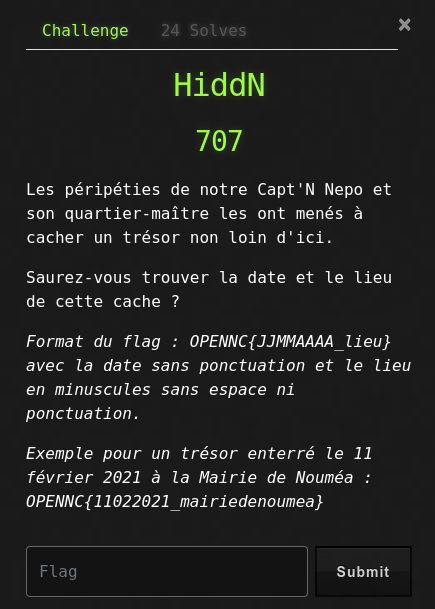 Challenge 24 Solves ×
HiddN
707
Les péripéties de notre Capt'N Nepo et
son quartier-maître les ont menés à
cacher un trésor non loin d'ici.
Saurez-vous trouver la date et le lieu
de cette cache ?
Format du flag : OPENNC{JJMMAAAA_lieu}
avec la date sans ponctuation et le lieu
en minuscules sans espace ni
ponctuation.
Exemple pour un trésor enterré le 11
février 2021 à la Mairie de Nouméa :
OPENNC{11022021_mairiedenoumea}
Flag Submit